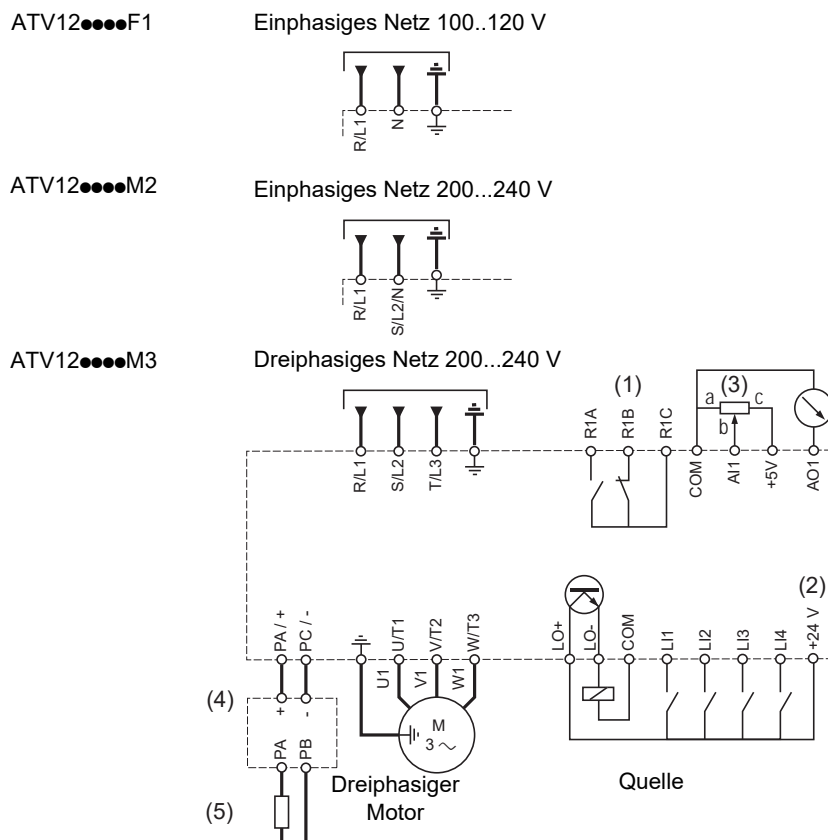 ATV12●●●●F1 Einphasiges Netz 100..120 V
R/L1 N
ATV12●●●●M2 Einphasiges Netz 200...240 V
R/L1 S/L2/N
ATV12●●●●M3 Dreiphasiges Netz 200...240 V
(1) (3)
a c
b
R/L1 S/L2 T/L3 R1A R1B R1C COM AI1 +5V AO1
(2)
PA / + PC / - U/T1 V/T2 W/T3 LO+ LO- COM LI1 LI2 LI3 LI4 +24 V
U1 V1 W1
(4) + -
M
3 ~
PA PB
Dreiphasiger
Motor
Quelle
(5)